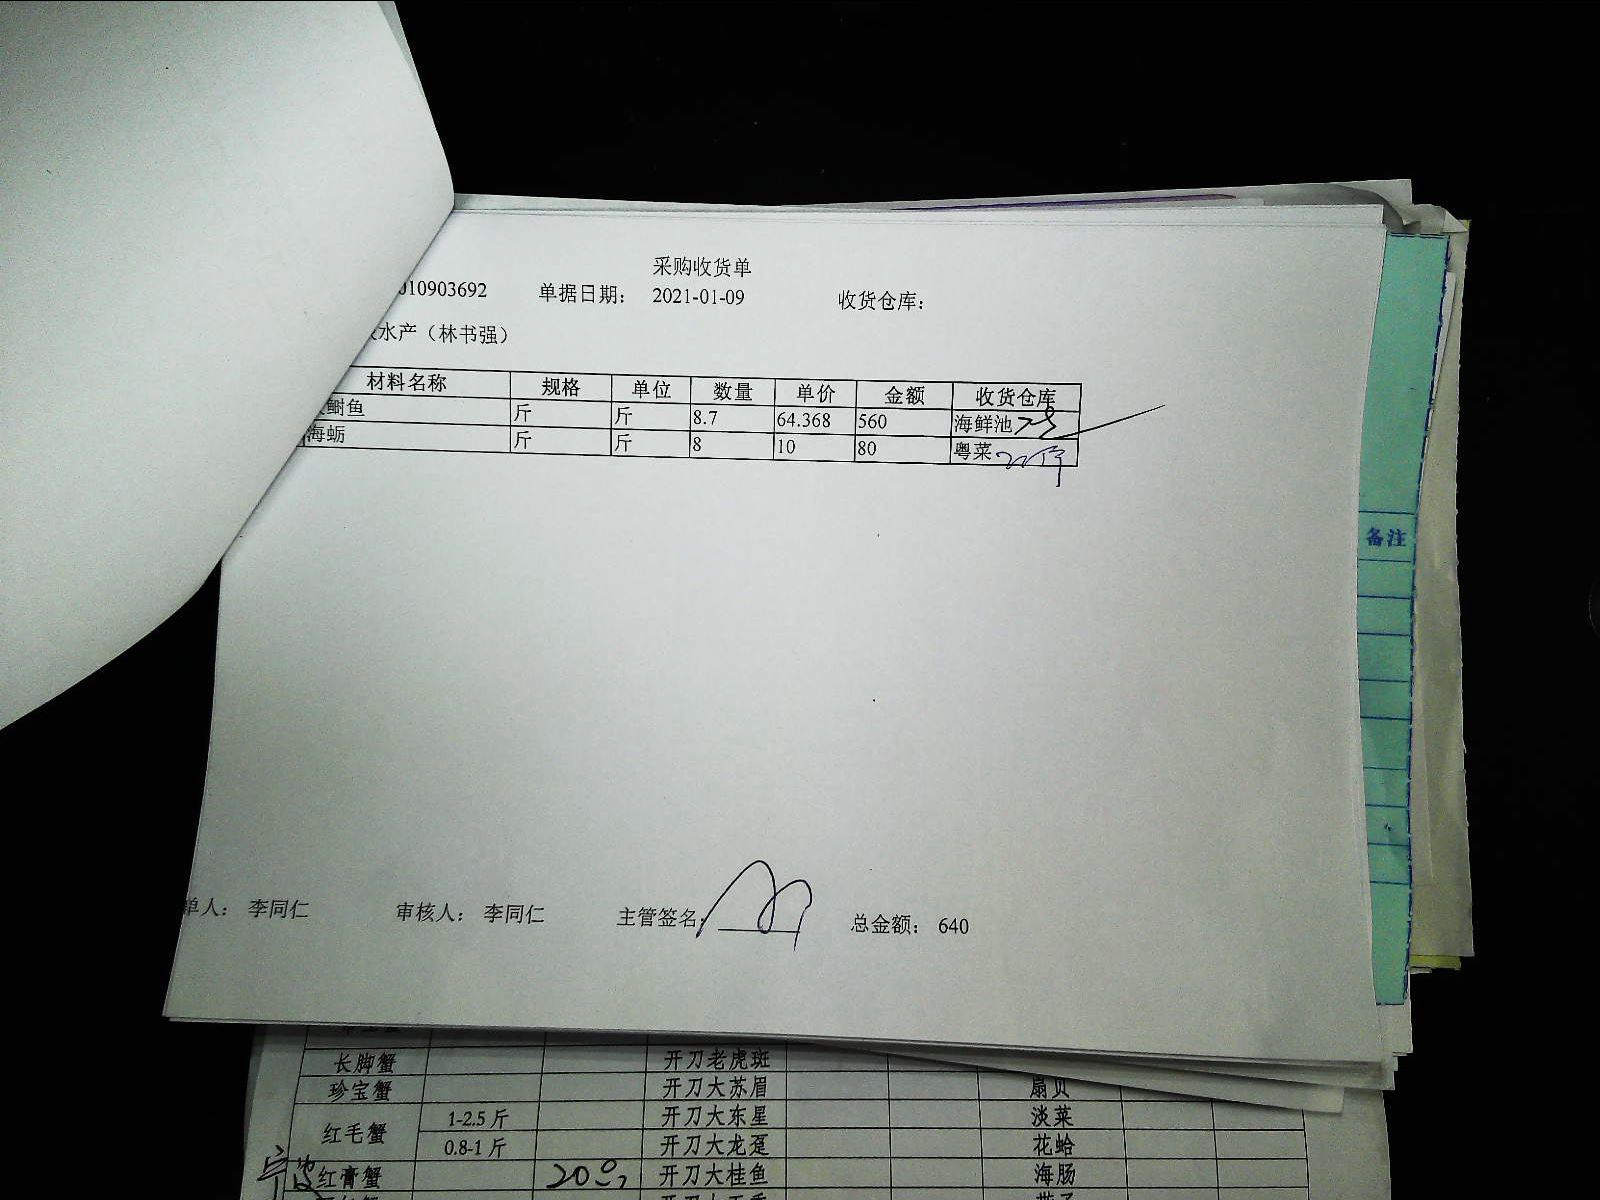 采购收货单
010903692 单据日期： 2021-01-09 收货仓库：
水产（林书强）
材料名称 规格 单位 数量 单价 金额 收货仓库
鲥鱼 斤 斤 8.7 64.368 560 海鲜池
海蛎 斤 斤 8 10 80 粤菜
备注
单人： 李同仁 审核人： 李同仁 主管签名： 总金额： 640
长脚蟹 开刀老虎斑
珍宝蟹 开刀大苏眉 扇贝
红毛蟹 1-2.5 斤 开刀大东星 淡菜
0.8-1 斤 开刀大龙趸 花蛤
宁波 红膏蟹 开刀大桂鱼 海肠